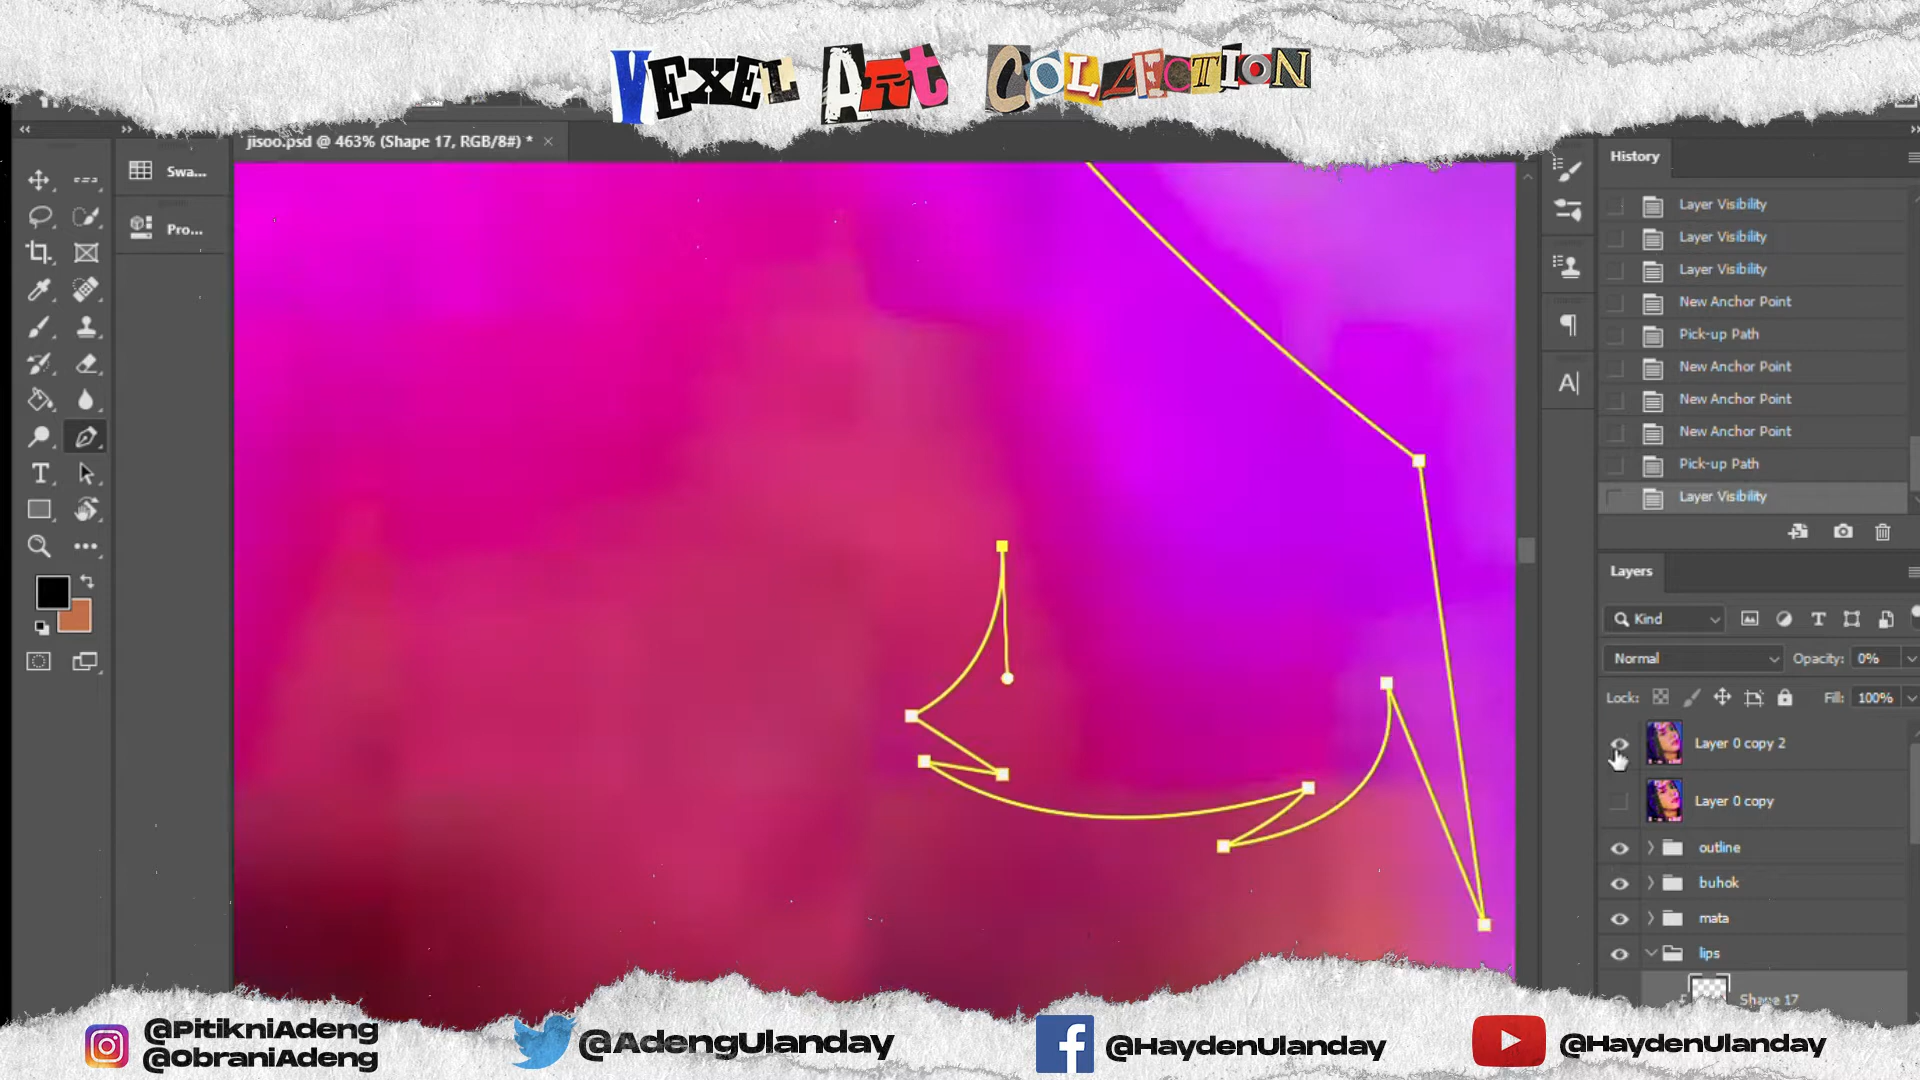 VEXEL ART COLLECTION
jisoo.psd @ 463% (Shape 17, RGB/8#) *
History
Swa...
Pro...
Layer Visibility
Layer Visibility
Layer Visibility
New Anchor Point
Pick-up Path
New Anchor Point
New Anchor Point
New Anchor Point
Pick-up Path
Layer Visibility
Layers
Kind
Normal
Opacity: 0%
Lock:
Fill: 100%
Layer 0 copy 2
Layer 0 copy
outline
buhok
mata
lips
Shape 17
@PitikniAdeng
@ObraniAdeng
@AdengUlanday
@HaydenUlanday
@HaydenUlanday